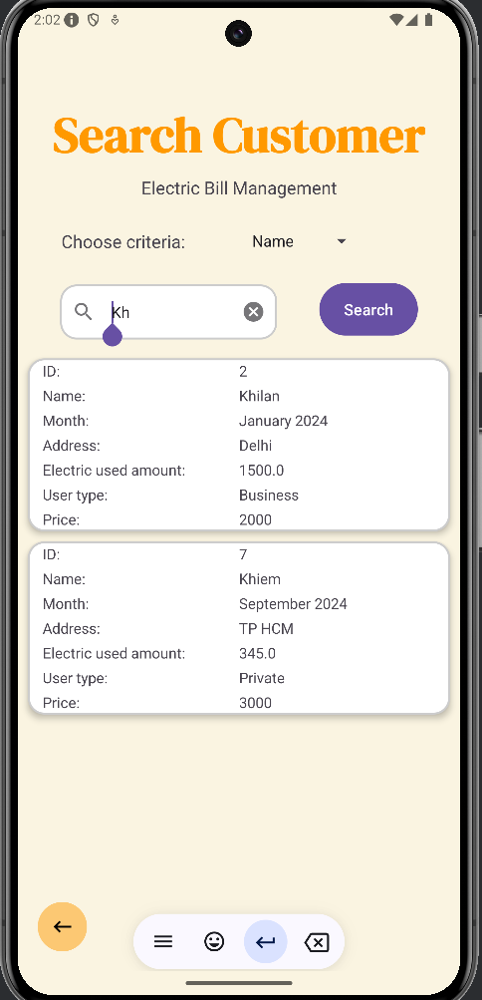 2:02
Search Customer
Electric Bill Management
Choose criteria: Name
Kh Search
ID: 2
Name: Khilan
Month: January 2024
Address: Delhi
Electric used amount: 1500.0
User type: Business
Price: 2000
ID: 7
Name: Khiem
Month: September 2024
Address: TP HCM
Electric used amount: 345.0
User type: Private
Price: 3000